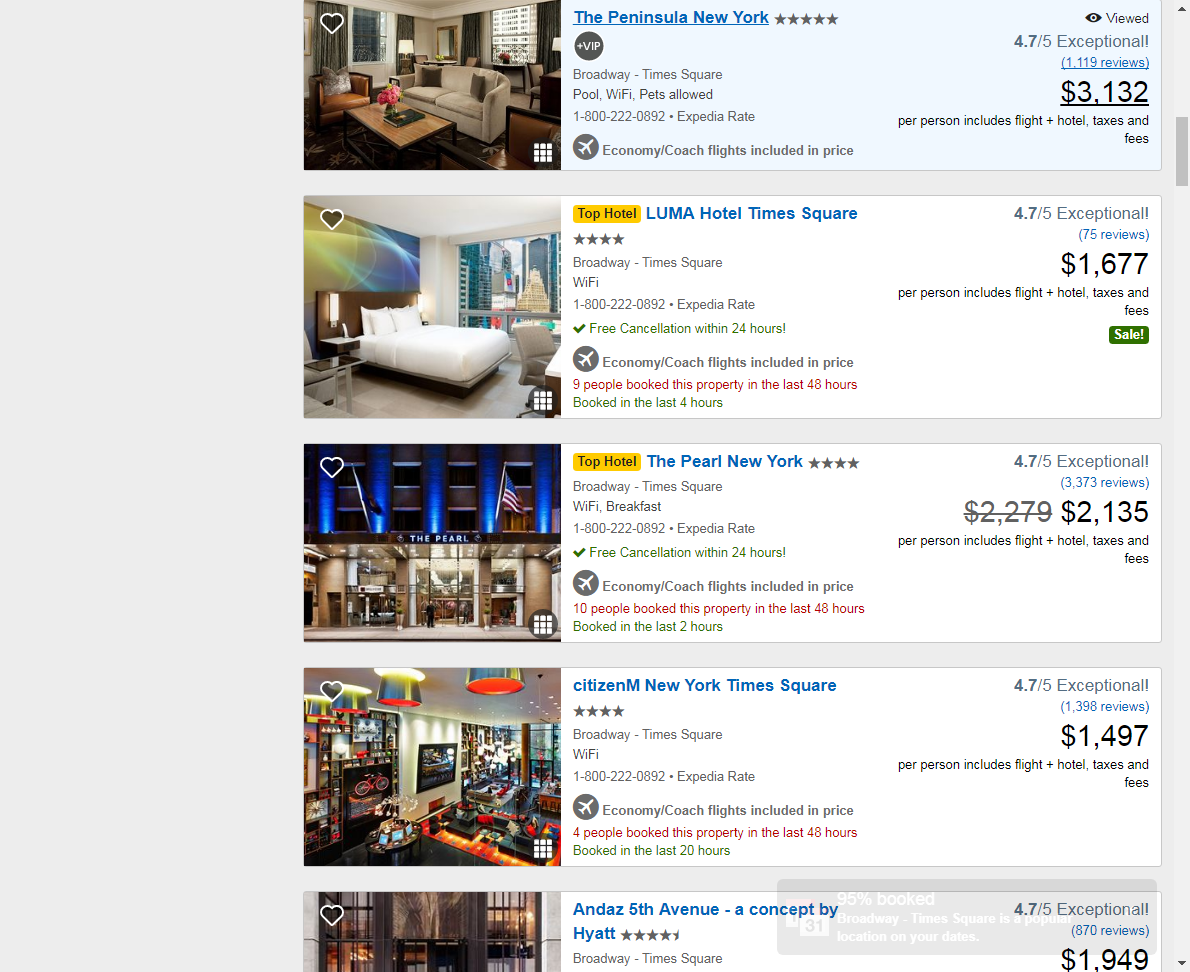 The Peninsula New York
Viewed
+VIP
4.7/5 Exceptional!
(1,119 reviews)
Broadway - Times Square
Pool, WiFi, Pets allowed
$3,132
1-800-222-0892 • Expedia Rate
per person includes flight + hotel, taxes and
fees
Economy/Coach flights included in price
Top Hotel LUMA Hotel Times Square
4.7/5 Exceptional!
(75 reviews)
Broadway - Times Square
$1,677
WiFi
1-800-222-0892 • Expedia Rate
per person includes flight + hotel, taxes and
fees
Free Cancellation within 24 hours!
Sale!
Economy/Coach flights included in price
9 people booked this property in the last 48 hours
Booked in the last 4 hours
Top Hotel The Pearl New York
4.7/5 Exceptional!
(3,373 reviews)
Broadway - Times Square
WiFi, Breakfast
$2,279 $2,135
1-800-222-0892 • Expedia Rate
per person includes flight + hotel, taxes and
fees
THE PEARL
Free Cancellation within 24 hours!
Economy/Coach flights included in price
10 people booked this property in the last 48 hours
Booked in the last 2 hours
citizenM New York Times Square
4.7/5 Exceptional!
(1,398 reviews)
Broadway - Times Square
$1,497
WiFi
1-800-222-0892 • Expedia Rate
per person includes flight + hotel, taxes and
fees
Economy/Coach flights included in price
4 people booked this property in the last 48 hours
Booked in the last 20 hours
Andaz 5th Avenue - a concept by
Hyatt
4.7/5 Exceptional!
(870 reviews)
Broadway - Times Square
$1,949
95% booked
31
Broadway - Times Square is a popular
location on your dates.